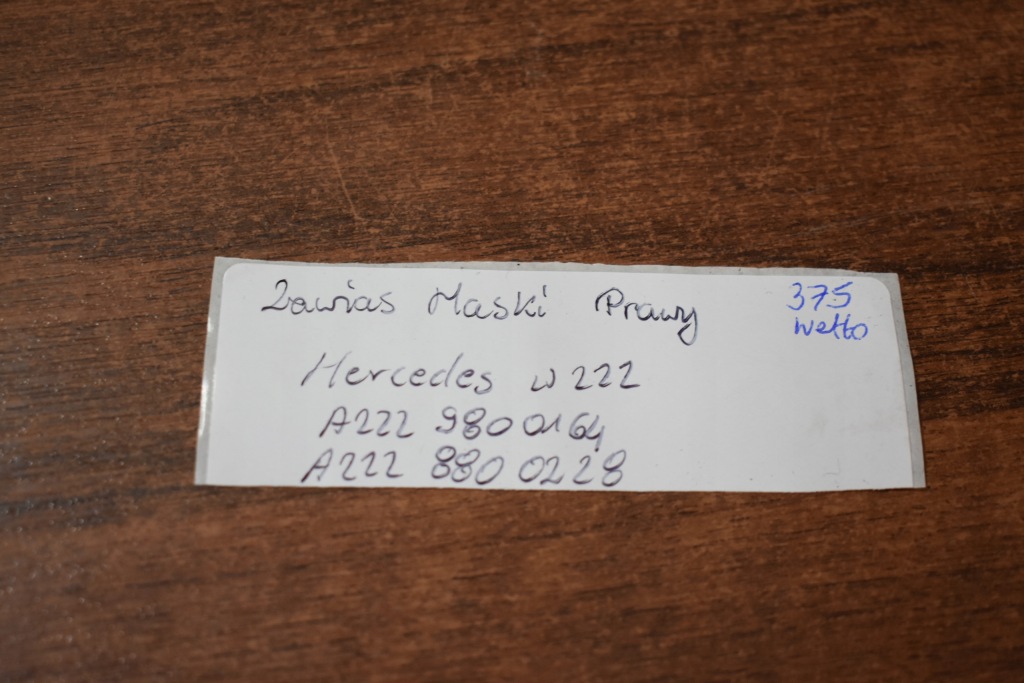 Zawias Maski Prawy
375
netto
Mercedes w222
A222 980 0164
A222 880 0228